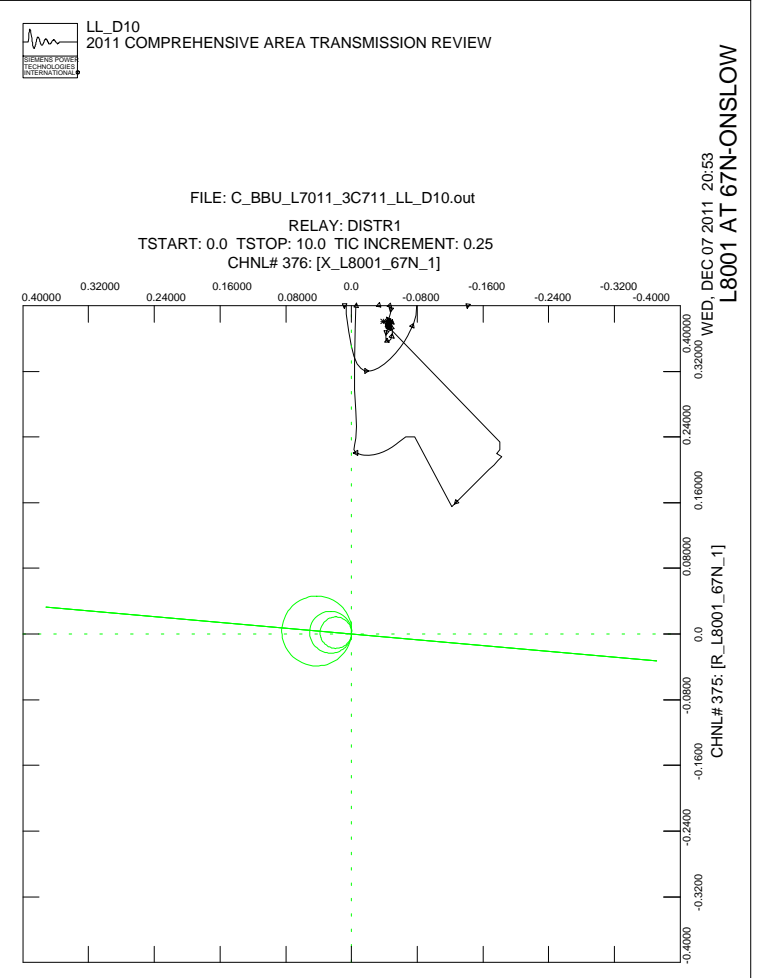 LL_D10
2011 COMPREHENSIVE AREA TRANSMISSION REVIEW
SIEMENS POWER
TECHNOLOGIES
INTERNATIONAL
FILE: C_BBU_L7011_3C711_LL_D10.out
RELAY: DISTR1
TSTART: 0.0 TSTOP: 10.0 TIC INCREMENT: 0.25
CHNL# 376: [X_L8001_67N_1]
0.40000 0.32000 0.24000 0.16000 0.08000 0.0 -0.0800 -0.1600 -0.2400 -0.3200 -0.4000
0.40000
0.32000
0.24000
0.16000
0.08000
0.0
-0.0800
-0.1600
-0.2400
-0.3200
-0.4000
CHNL# 375: [R_L8001_67N_1]
WED, DEC 07 2011 20:53
L8001 AT 67N-ONSLOW